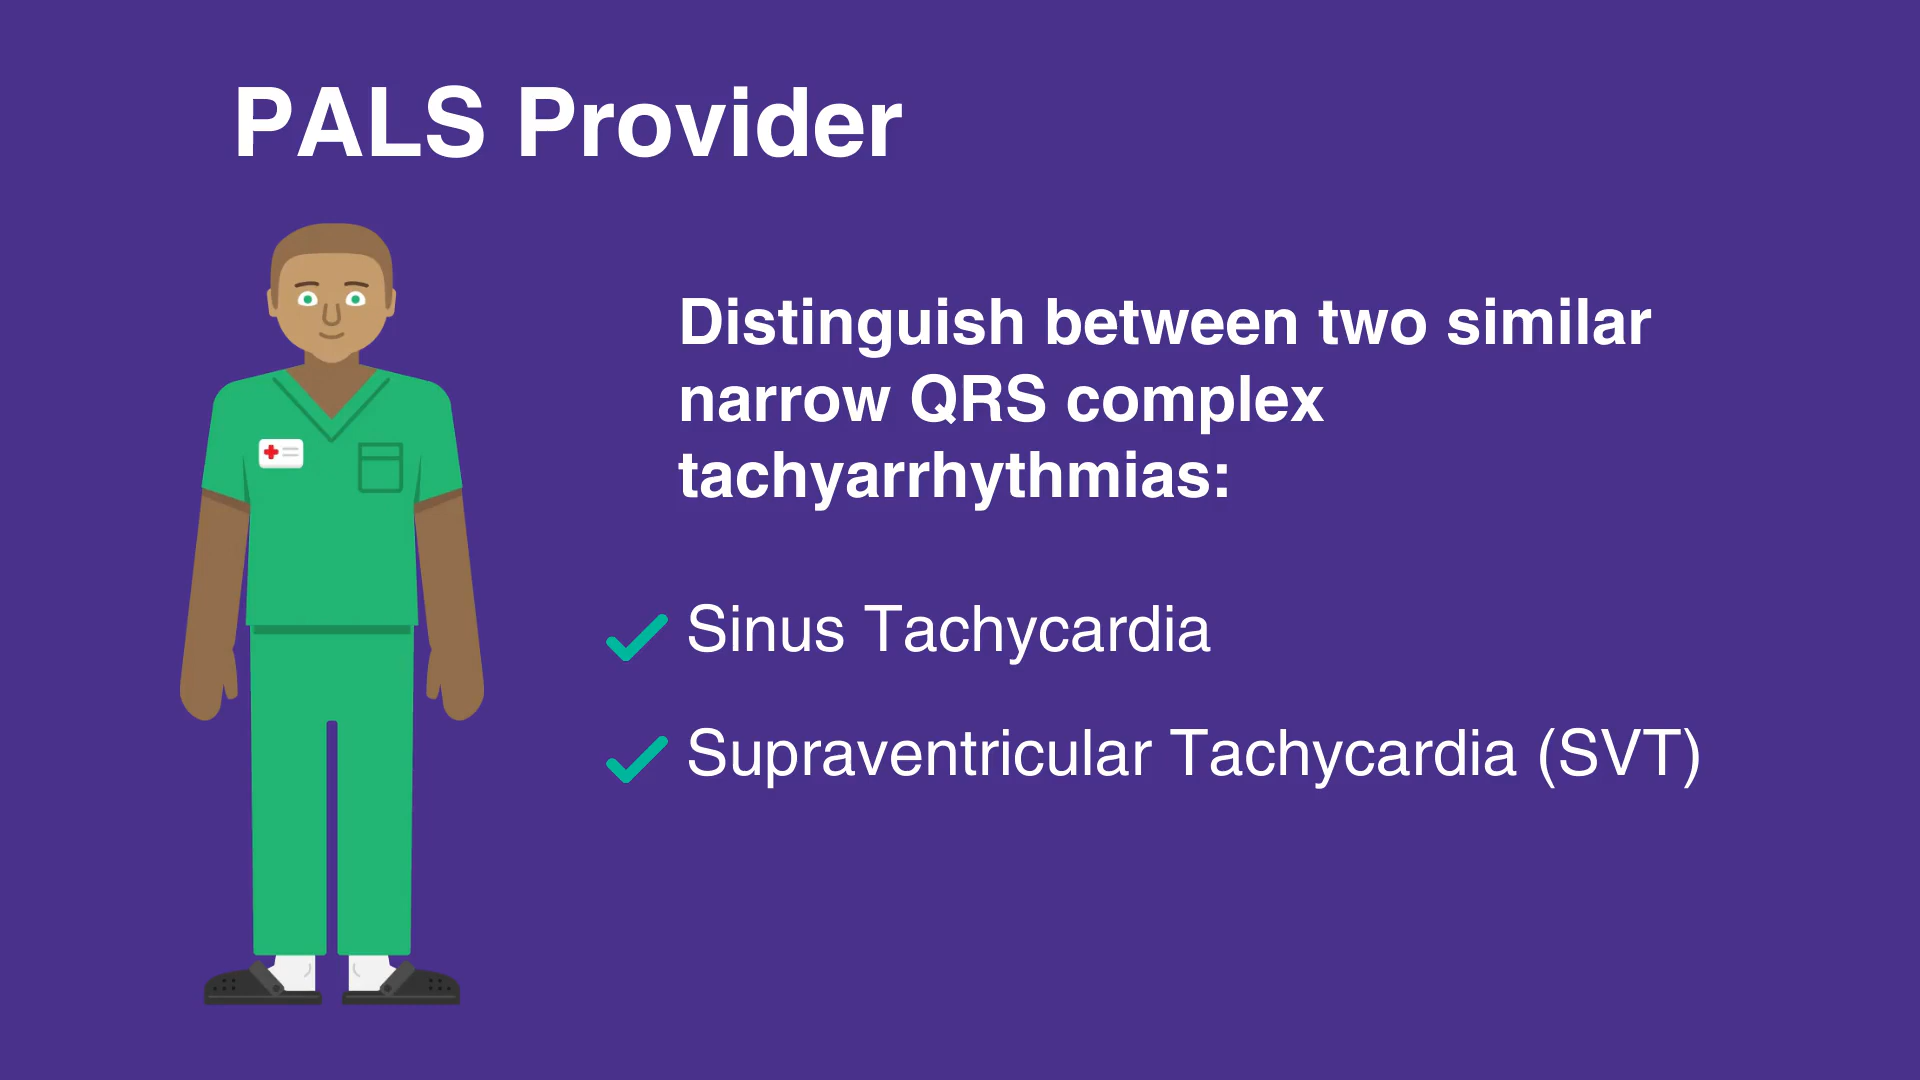 PALS Provider
Distinguish between two similar
narrow QRS complex
tachyarrhythmias:
Sinus Tachycardia
Supraventricular Tachycardia (SVT)